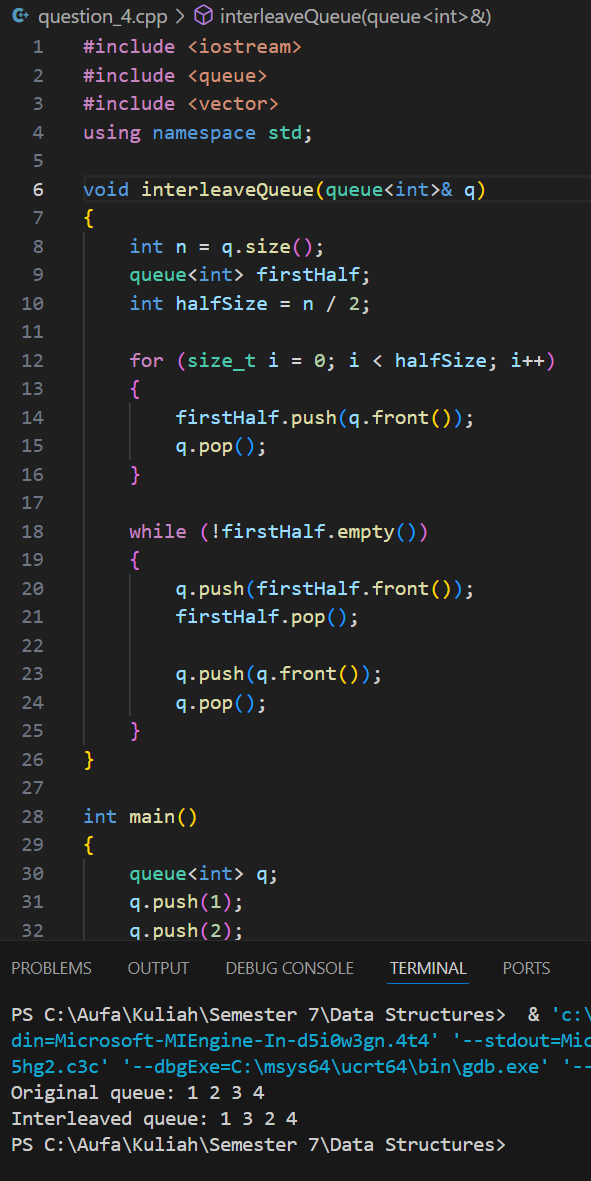 question_4.cpp > interleaveQueue(queue<int>&)
1 #include <iostream>
2 #include <queue>
3 #include <vector>
4 using namespace std;
5
6 void interleaveQueue(queue<int>& q)
7 {
8     int n = q.size();
9     queue<int> firstHalf;
10     int halfSize = n / 2;
11
12     for (size_t i = 0; i < halfSize; i++)
13     {
14         firstHalf.push(q.front());
15         q.pop();
16     }
17
18     while (!firstHalf.empty())
19     {
20         q.push(firstHalf.front());
21         firstHalf.pop();
22
23         q.push(q.front());
24         q.pop();
25     }
26 }
27
28 int main()
29 {
30     queue<int> q;
31     q.push(1);
32     q.push(2);
PROBLEMS OUTPUT DEBUG CONSOLE TERMINAL PORTS
PS C:\Aufa\Kuliah\Semester 7\Data Structures>  & 'c:\
din=Microsoft-MIEngine-In-d5i0w3gn.4t4' '--stdout=Mic
5hg2.c3c' '--dbgExe=C:\msys64\ucrt64\bin\gdb.exe' '--
Original queue: 1 2 3 4
Interleaved queue: 1 3 2 4
PS C:\Aufa\Kuliah\Semester 7\Data Structures>